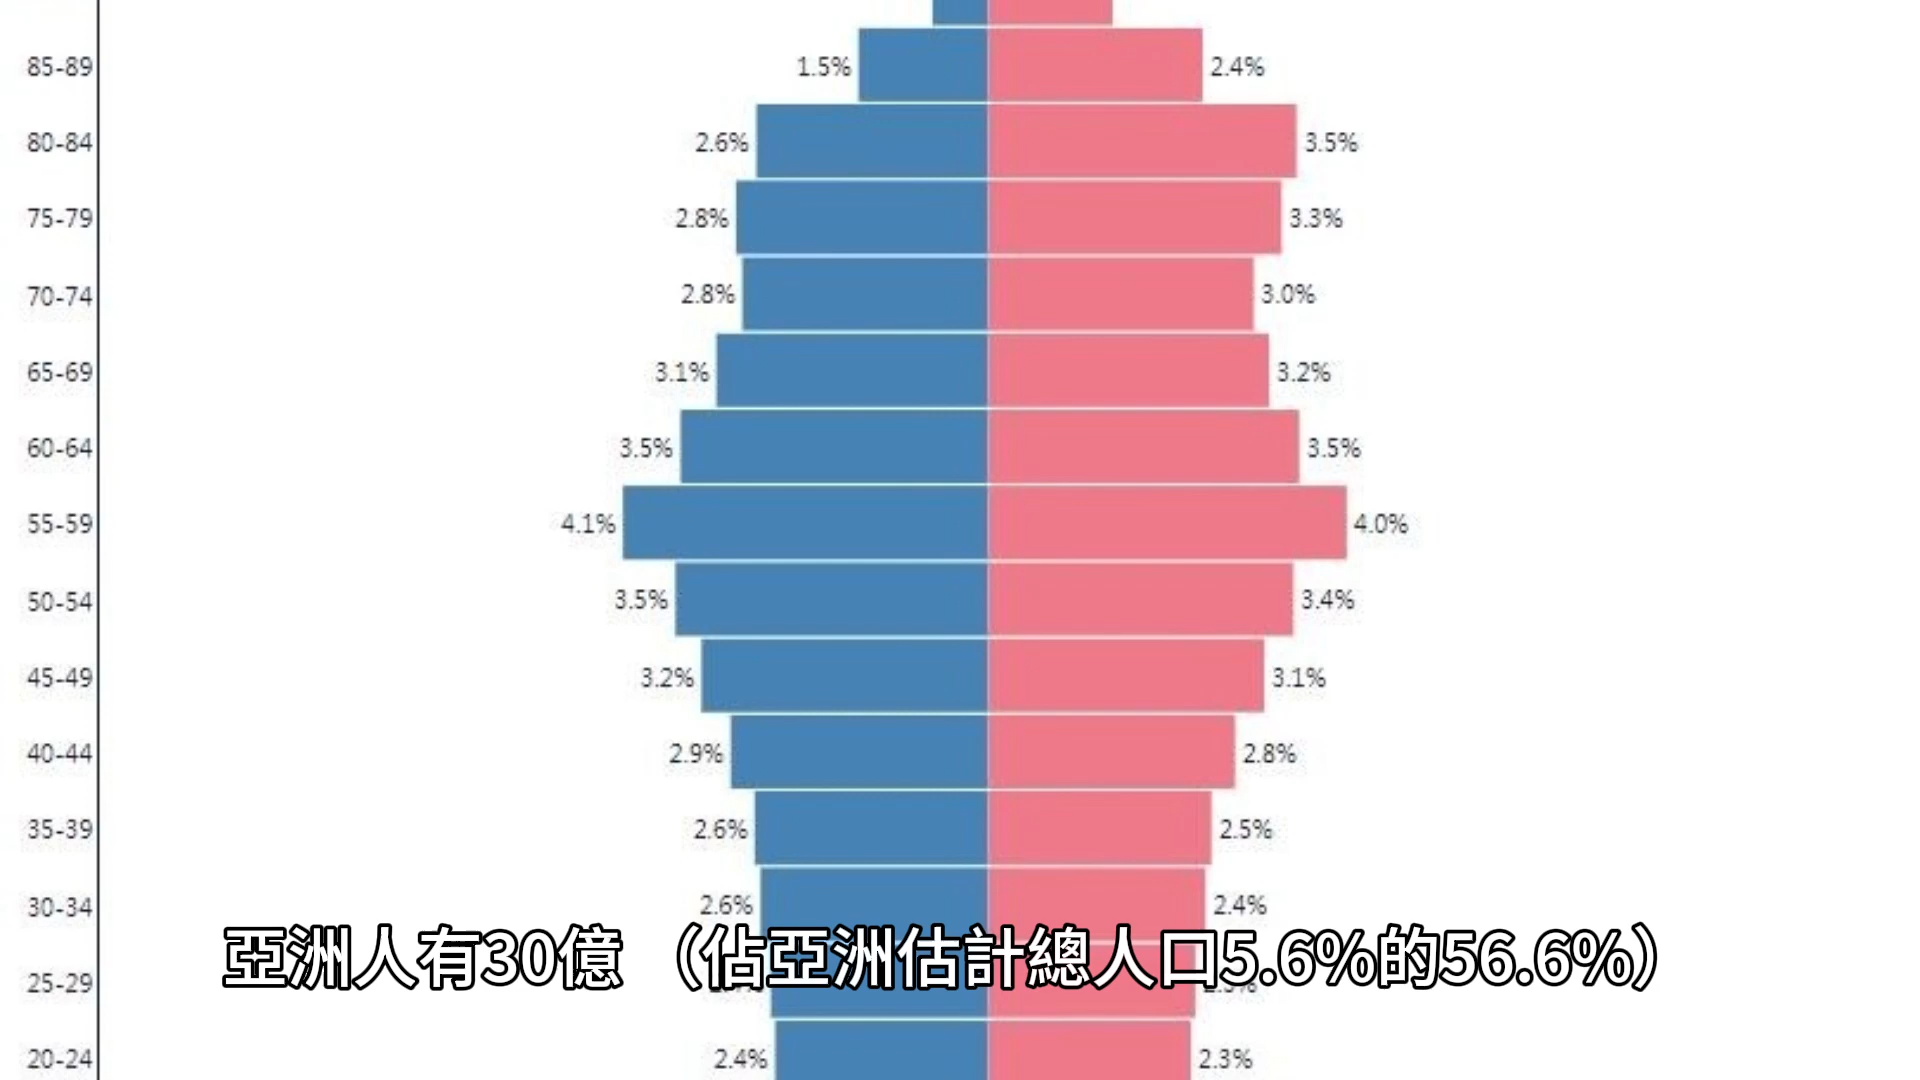 85-89 1.5% 2.4%
80-84 2.6% 3.5%
75-79 2.8% 3.3%
70-74 2.8% 3.0%
65-69 3.1% 3.2%
60-64 3.5% 3.5%
55-59 4.1% 4.0%
50-54 3.5% 3.4%
45-49 3.2% 3.1%
40-44 2.9% 2.8%
35-39 2.6% 2.5%
30-34 2.6% 2.4%
亞洲人有30億（佔亞洲估計總人口5.6%的56.6%）
25-29
20-24 2.4% 2.3%